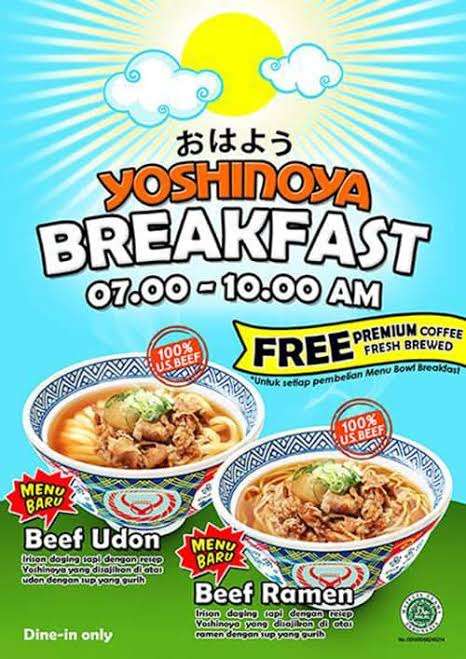 おはよう
YOSHINOYA
BREAKFAST
07.00 - 10.00 AM
FREE PREMIUM COFFEE
FRESH BREWED
*Untuk setiap pembelian Menu Bowl Breakfast
100%
U.S. BEEF
100%
U.S. BEEF
MENU
BARU
Beef Udon
Irisan daging sapi dengan resep
Yoshinoya yang disajikan di atas
udon dengan sup yang gurih
MENU
BARU
Beef Ramen
Irisan daging sapi dengan resep
Yoshinoya yang disajikan di atas
ramen dengan sup yang gurih
Dine-in only